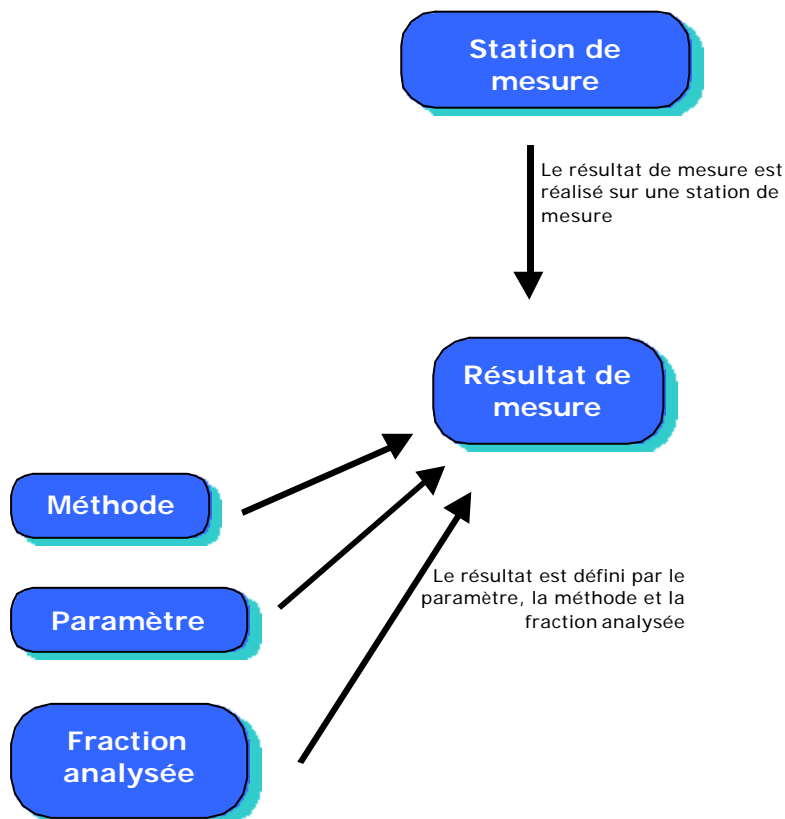 Station de
mesure
Le résultat de mesure est
réalisé sur une station de
mesure
Résultat de
mesure
Méthode
Paramètre
Le résultat est défini par le
paramètre, la méthode et la
fraction analysée
Fraction
analysée